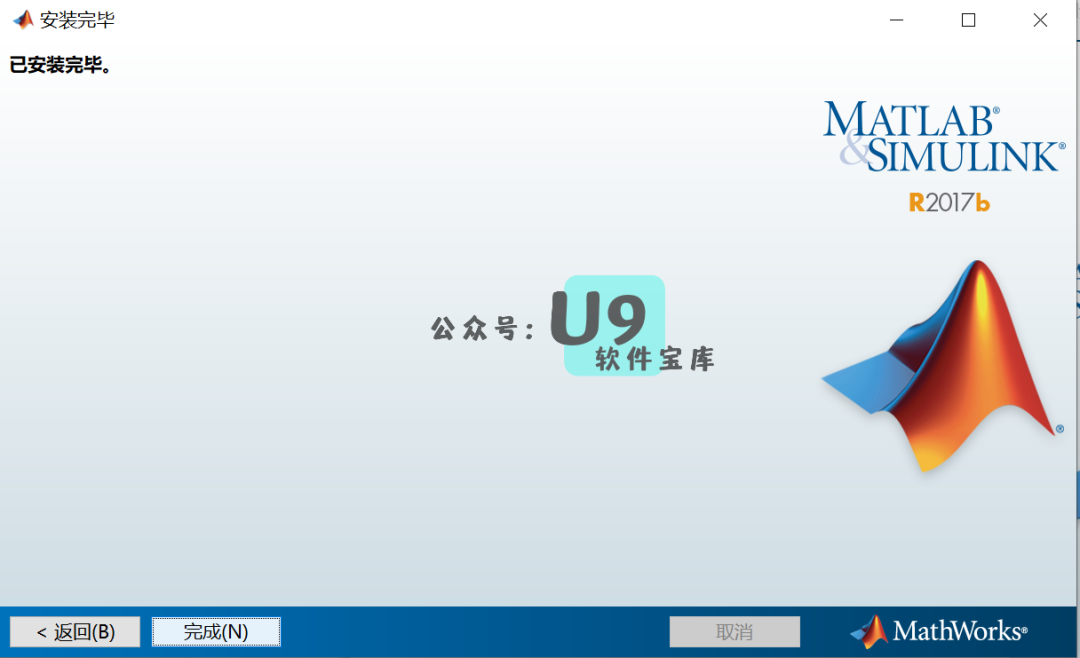 安装完毕
已安装完毕。
MATLAB®
&SIMULINK®
R2017b
公众号：U9
软件宝库
®
< 返回(B)
完成(N)
取消
MathWorks®